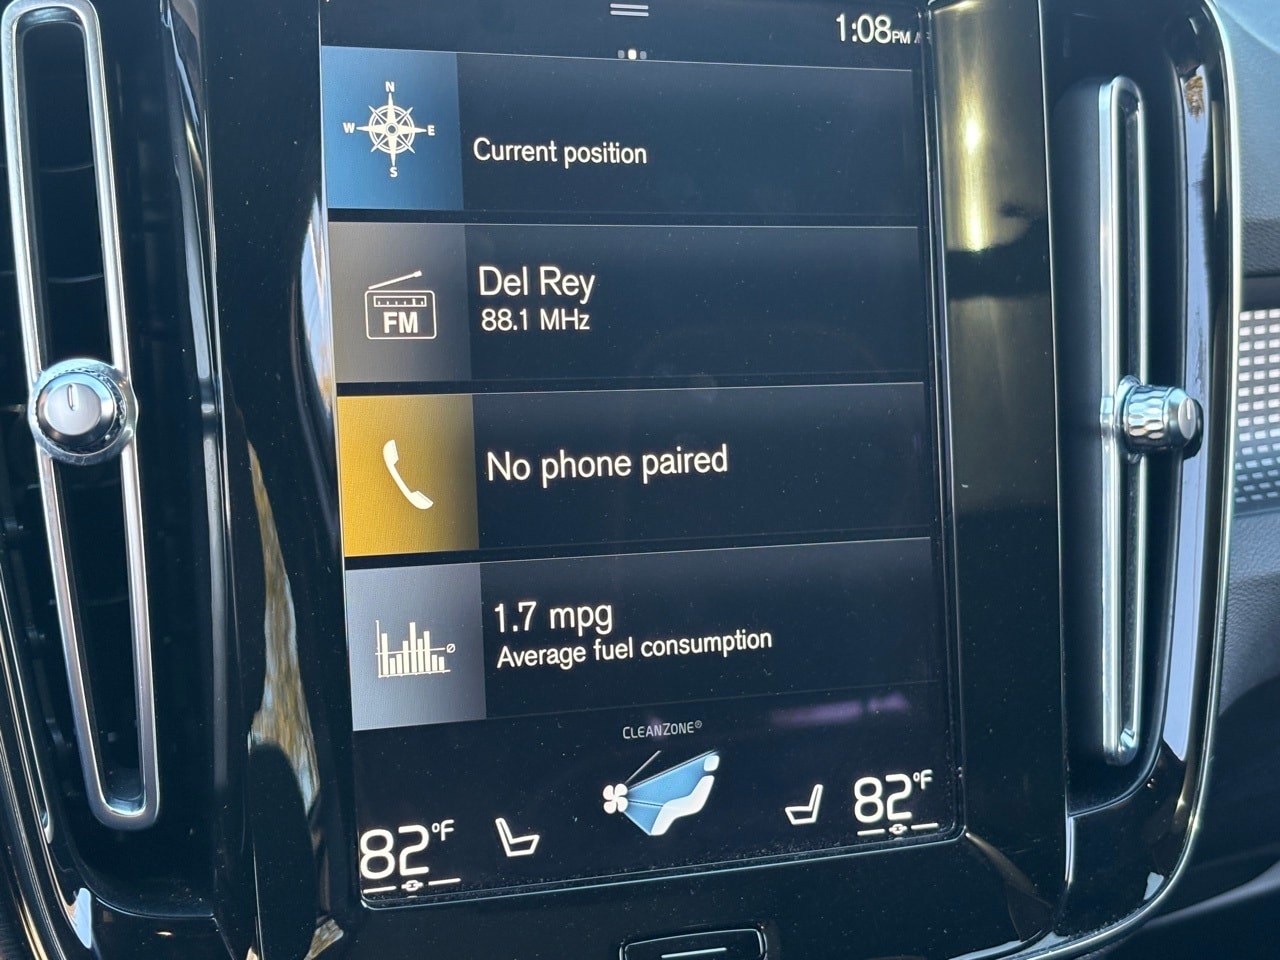 1:08PM
N
W E
S
Current position
Del Rey
88.1 MHz
FM
No phone paired
1.7 mpg
Average fuel consumption
CLEANZONE®
82°F
82°F